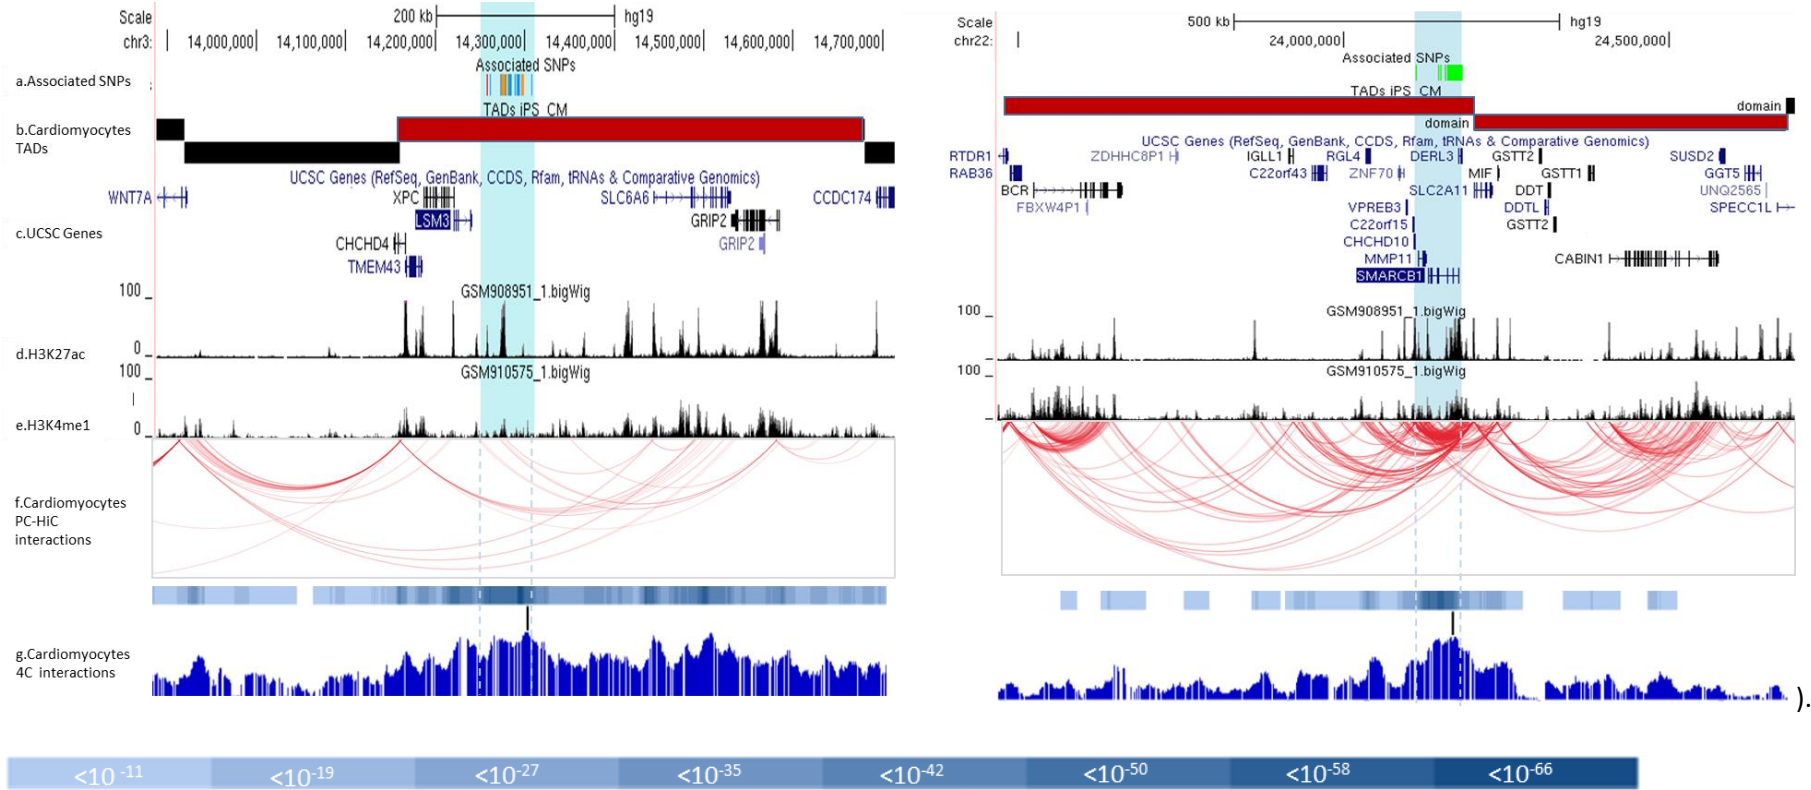 Scale 200 kb hg19
chr3: 14,000,000 14,100,000 14,200,000 14,300,000 14,400,000 14,500,000 14,600,000 14,700,000
a.Associated SNPs
Associated SNPs
TADs iPS_CM
b.Cardiomyocytes
TADs
UCSC Genes (RefSeq, GenBank, CCDS, Rfam, tRNAs & Comparative Genomics)
WNT7A XPC SLC6A6 CCDC174
LSM3 GRIP2
c.UCSC Genes
CHCHD4 GRIP2
TMEM43
GSM908951_1.bigWig
100
d.H3K27ac
0
GSM910575_1.bigWig
100
e.H3K4me1
0
f.Cardiomyocytes
PC-HiC
interactions
g.Cardiomyocytes
4C interactions
Scale 500 kb hg19
chr22: 24,000,000 24,500,000
Associated SNPs
TADs iPS_CM
domain
domain
UCSC Genes (RefSeq, GenBank, CCDS, Rfam, tRNAs & Comparative Genomics)
RTDR1 ZDHHC8P1 IGLL1 RGL4 DERL3 GSTT2 SUSD2
RAB36 C22orf43 ZNF70 MIF GSTT1 GGT5
BCR SLC2A11 DDT UNQ2565
FBXW4P1 VPREB3 DDTL SPECC1L
C22orf15 GSTT2
CHCHD10
MMP11 CABIN1
SMARCB1
GSM908951_1.bigWig
100
GSM910575_1.bigWig
100
).
<10 -11 <10-19 <10-27 <10-35 <10-42 <10-50 <10-58 <10-66